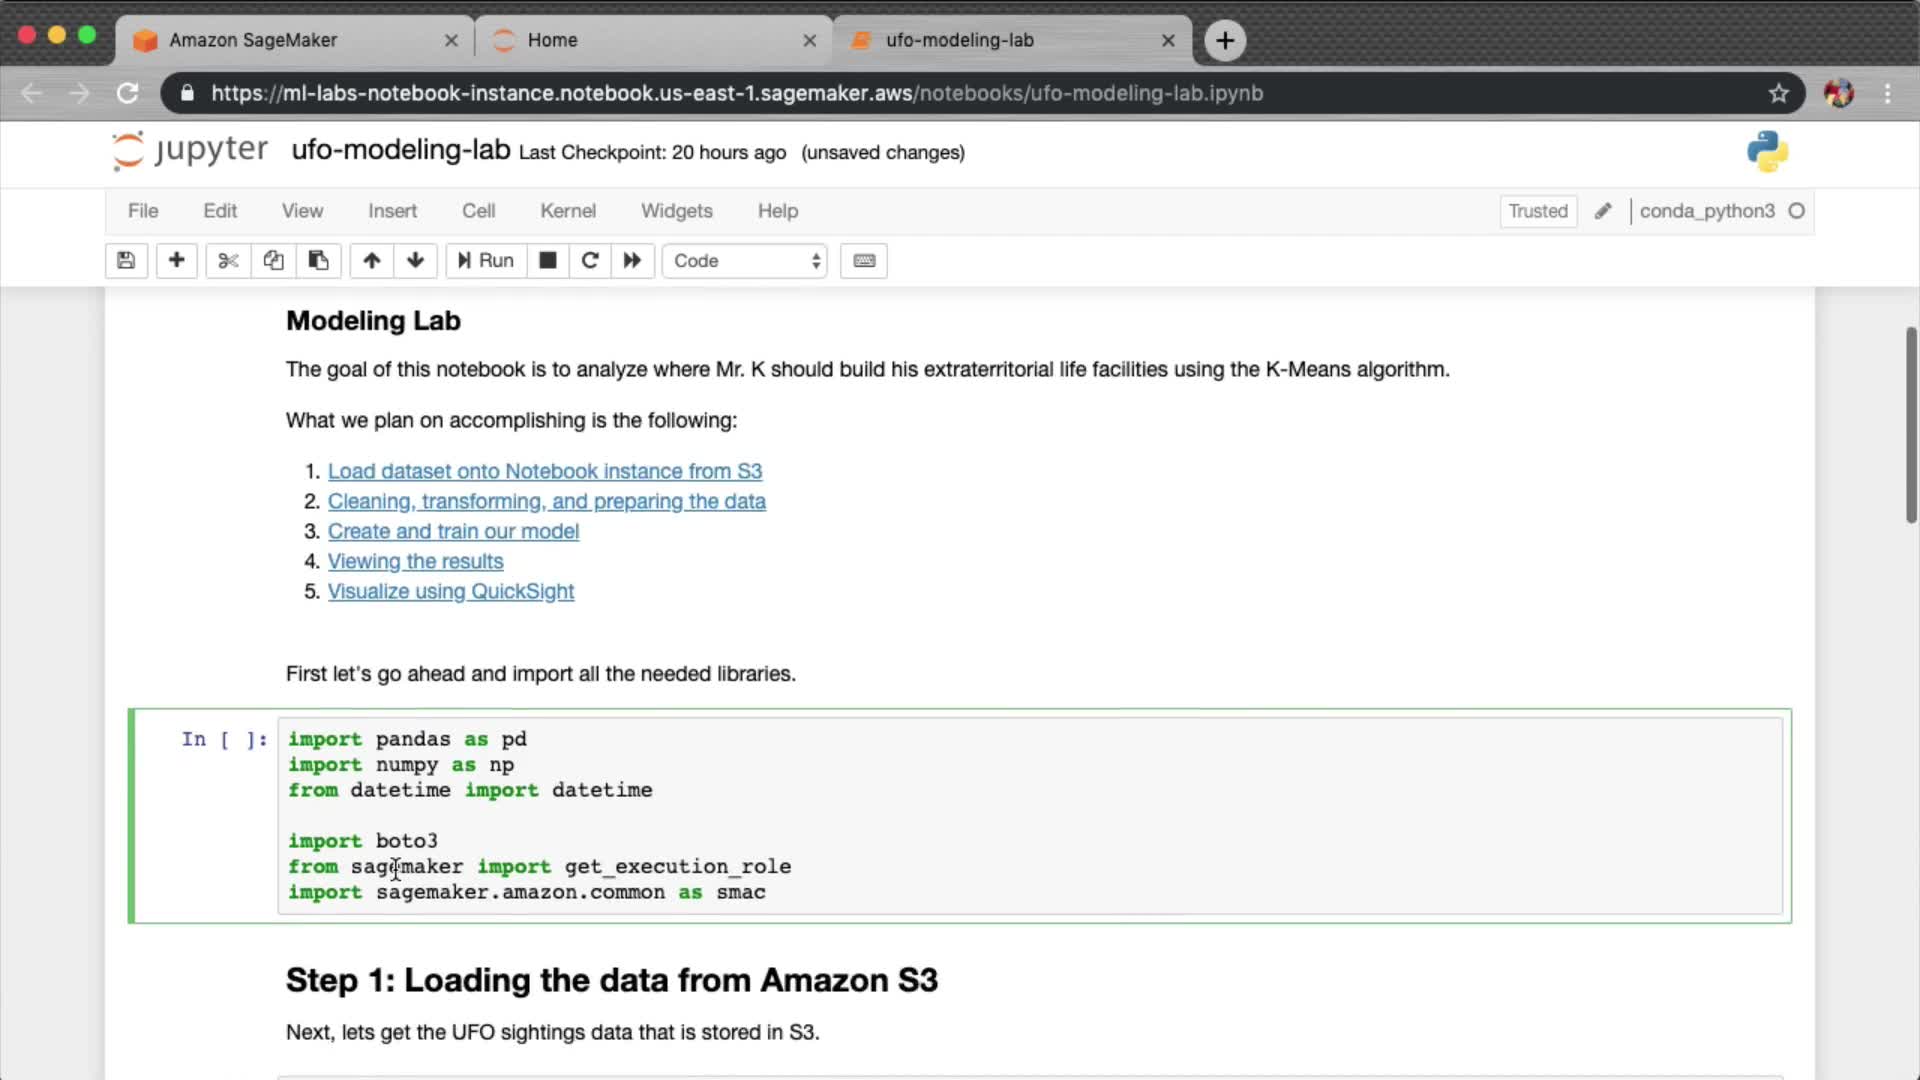 Amazon SageMaker
Home
ufo-modeling-lab
https://ml-labs-notebook-instance.notebook.us-east-1.sagemaker.aws/notebooks/ufo-modeling-lab.ipynb
jupyter ufo-modeling-lab Last Checkpoint: 20 hours ago (unsaved changes)
File Edit View Insert Cell Kernel Widgets Help Trusted conda_python3
Run Code
Modeling Lab
The goal of this notebook is to analyze where Mr. K should build his extraterritorial life facilities using the K-Means algorithm.
What we plan on accomplishing is the following:
1. Load dataset onto Notebook instance from S3
2. Cleaning, transforming, and preparing the data
3. Create and train our model
4. Viewing the results
5. Visualize using QuickSight
First let's go ahead and import all the needed libraries.
In [ ]: import pandas as pd
import numpy as np
from datetime import datetime
import boto3
from sagemaker import get_execution_role
import sagemaker.amazon.common as smac
Step 1: Loading the data from Amazon S3
Next, lets get the UFO sightings data that is stored in S3.